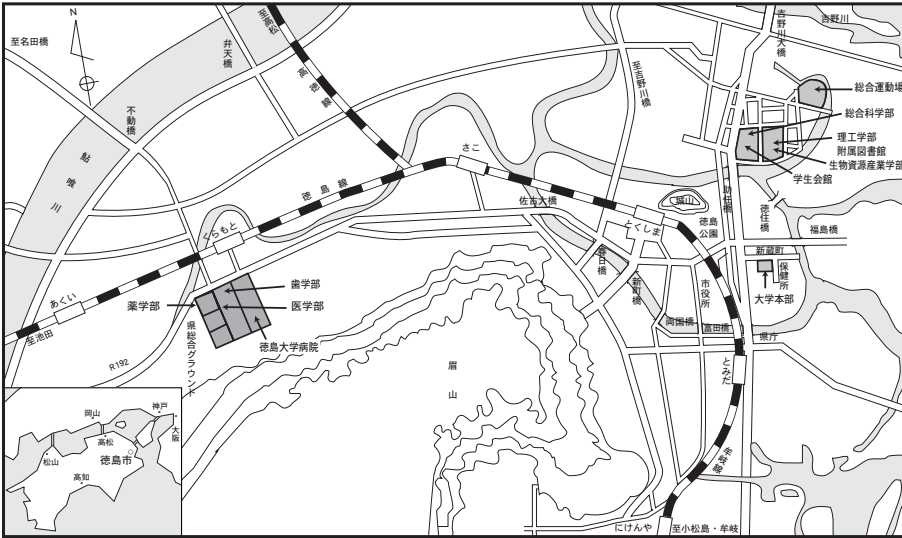 N
至名田橋
弁天橋
至高松
高徳線
不動橋
鮎喰川
至吉野川橋
吉野川大橋
吉野川
総合運動場
総合科学部
理工学部
附属図書館
生物資源産業学部
学生会館
さこ
徳島線
佐古大橋
とくしま
城山
徳島
公園
助任橋
徳住橋
福島橋
新蔵町
保健所
大学本部
くらもと
あくい
至池田
歯学部
医学部
薬学部
徳島大学病院
県総合グラウンド
R192
春日橋
新町橋
両国橋
市役所
富田橋
県庁
とみだ
眉山
牟岐線
にけんや
至小松島・牟岐
岡山
神戸
大阪
高松
徳島市
松山
高知